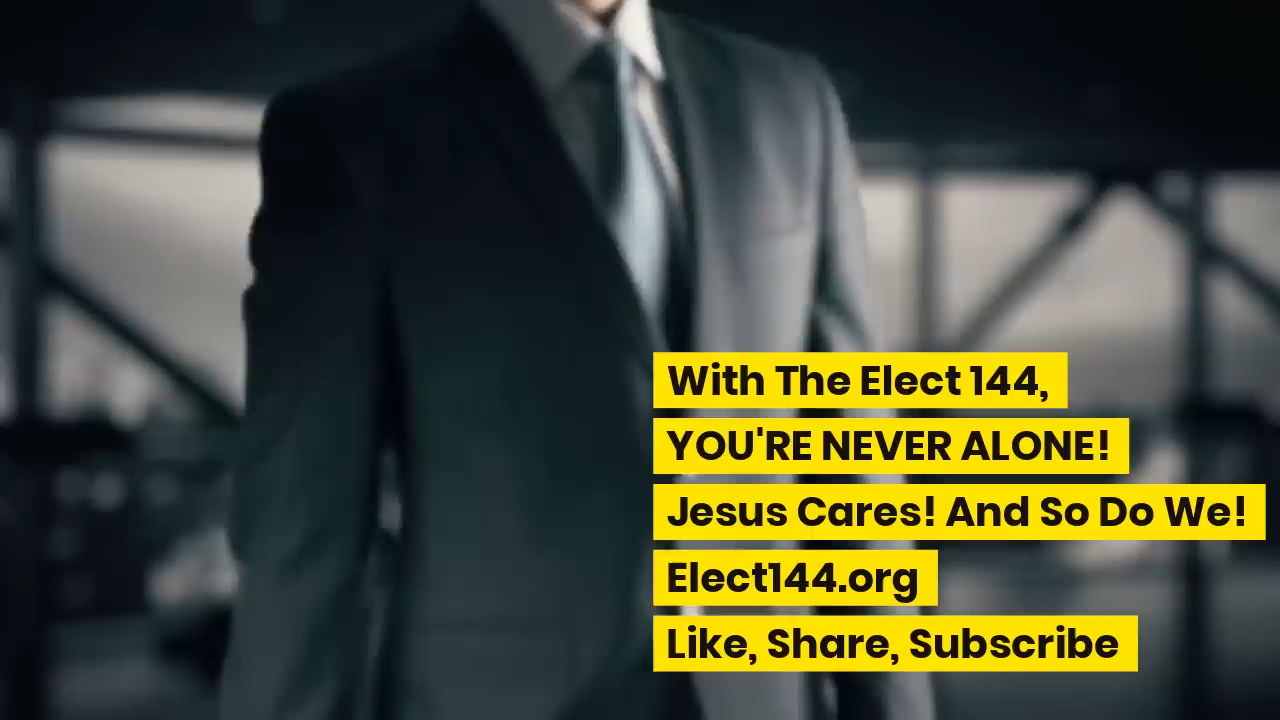 With The Elect 144,
YOU'RE NEVER ALONE!
Jesus Cares! And So Do We!
Elect144.org
Like, Share, Subscribe